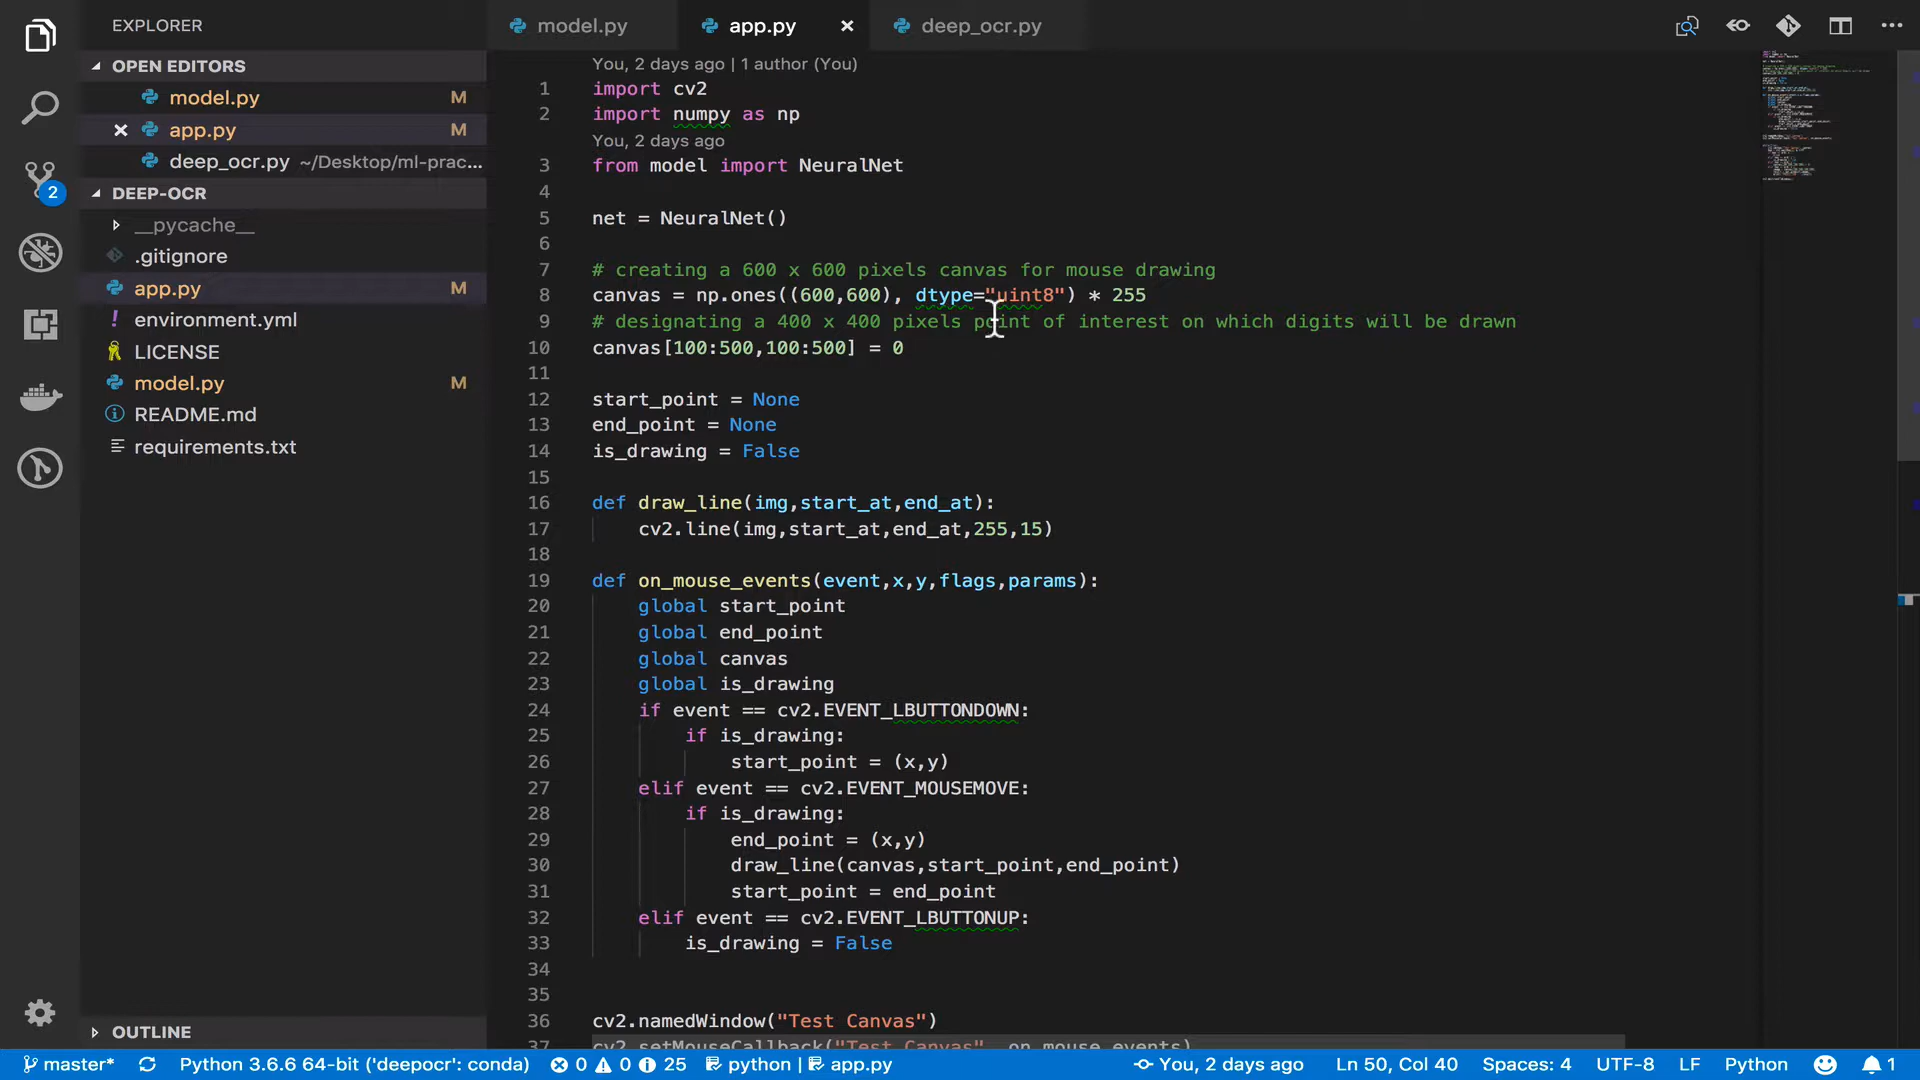 EXPLORER
OPEN EDITORS
model.py M
app.py M
deep_ocr.py ~/Desktop/ml-prac...
2
DEEP-OCR
__pycache__
.gitignore
app.py M
environment.yml
LICENSE
model.py M
README.md
requirements.txt
OUTLINE
model.py app.py deep_ocr.py
You, 2 days ago | 1 author (You)
1 import cv2
2 import numpy as np
You, 2 days ago
3 from model import NeuralNet
4
5 net = NeuralNet()
6
7 # creating a 600 x 600 pixels canvas for mouse drawing
8 canvas = np.ones((600,600), dtype="uint8") * 255
9 # designating a 400 x 400 pixels point of interest on which digits will be drawn
10 canvas[100:500,100:500] = 0
11
12 start_point = None
13 end_point = None
14 is_drawing = False
15
16 def draw_line(img,start_at,end_at):
17 cv2.line(img,start_at,end_at,255,15)
18
19 def on_mouse_events(event,x,y,flags,params):
20 global start_point
21 global end_point
22 global canvas
23 global is_drawing
24 if event == cv2.EVENT_LBUTTONDOWN:
25 if is_drawing:
26 start_point = (x,y)
27 elif event == cv2.EVENT_MOUSEMOVE:
28 if is_drawing:
29 end_point = (x,y)
30 draw_line(canvas,start_point,end_point)
31 start_point = end_point
32 elif event == cv2.EVENT_LBUTTONUP:
33 is_drawing = False
34
35
36 cv2.namedWindow("Test Canvas")
37 cv2.setMouseCallback("Test Canvas", on_mouse_events)
master* Python 3.6.6 64-bit ('deepocr': conda) 0 0 25 python | app.py You, 2 days ago Ln 50, Col 40 Spaces: 4 UTF-8 LF Python 1